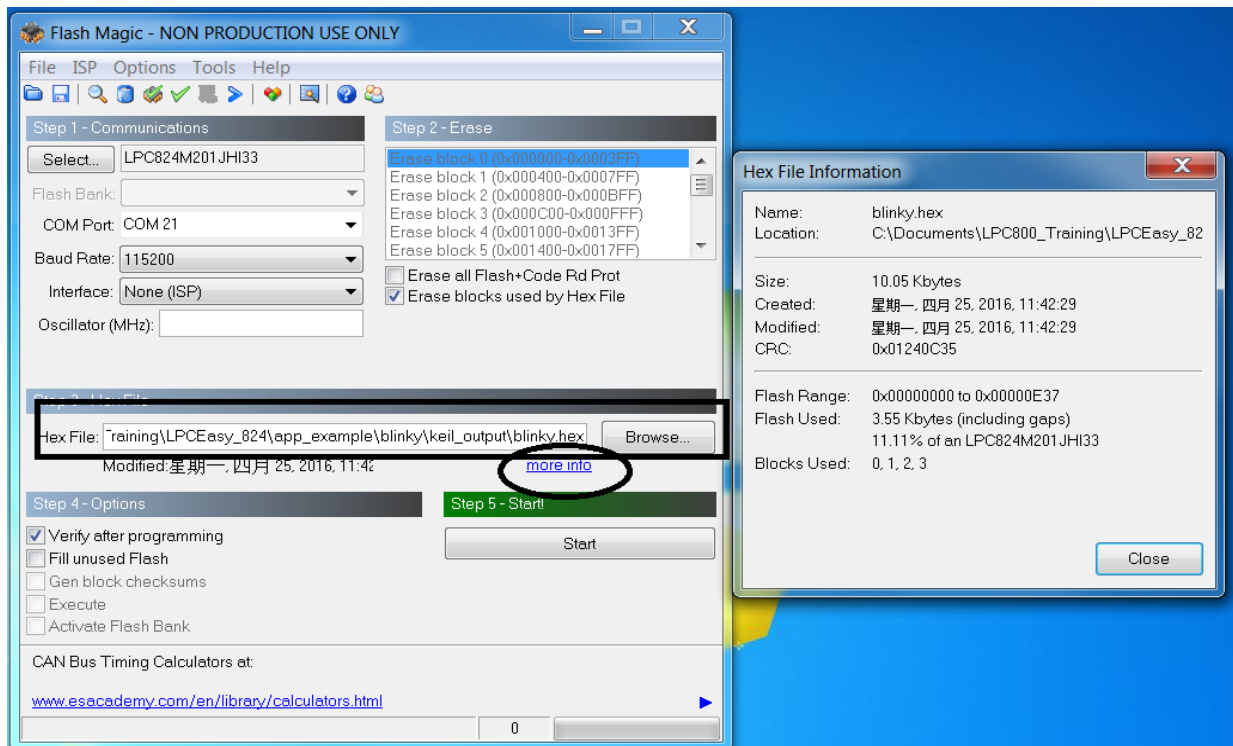 Flash Magic - NON PRODUCTION USE ONLY
File ISP Options Tools Help
Step 1 - Communications
Select... LPC824M201JHI33
Flash Bank:
COM Port: COM 21
Baud Rate: 115200
Interface: None (ISP)
Oscillator (MHz):
Step 2 - Erase
Erase block 0 (0x000000-0x0003FF)
Erase block 1 (0x000400-0x0007FF)
Erase block 2 (0x000800-0x000BFF)
Erase block 3 (0x000C00-0x000FFF)
Erase block 4 (0x001000-0x0013FF)
Erase block 5 (0x001400-0x0017FF)
Erase all Flash+Code Rd Prot
Erase blocks used by Hex File
Step 3 - Hex File
Hex File: Training\LPCEasy_824\app_example\blinky\keil_output\blinky.hex Browse...
Modified:星期一, 四月 25, 2016, 11:42 more info
Step 4 - Options
Verify after programming
Fill unused Flash
Gen block checksums
Execute
Activate Flash Bank
Step 5 - Start!
Start
CAN Bus Timing Calculators at:
www.esacademy.com/en/library/calculators.html
0
Hex File Information
Name: blinky.hex
Location: C:\Documents\LPC800_Training\LPCEasy_82
Size: 10.05 Kbytes
Created: 星期一, 四月 25, 2016, 11:42:29
Modified: 星期一, 四月 25, 2016, 11:42:29
CRC: 0x01240C35
Flash Range: 0x00000000 to 0x00000E37
Flash Used: 3.55 Kbytes (including gaps)
11.11% of an LPC824M201JHI33
Blocks Used: 0, 1, 2, 3
Close